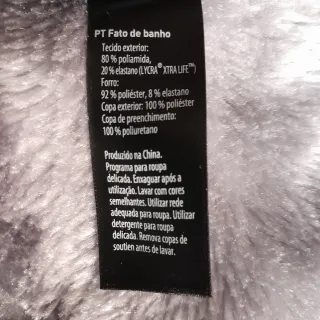 PT Fato de banho
Tecido exterior:
80 % poliamida,
20 % elastano (LYCRA® XTRA LIFE™)
Forro:
92 % poliéster, 8 % elastano
Copa exterior: 100 % poliéster
Copa de preenchimento:
100 % poliuretano
Produzido na China.
Programa para roupa
delicada. Enxaguar após a
utilização. Lavar com cores
semelhantes. Utilizar rede
adequada para roupa. Utilizar
detergente para roupa
delicada. Remova copas de
soutien antes de lavar.